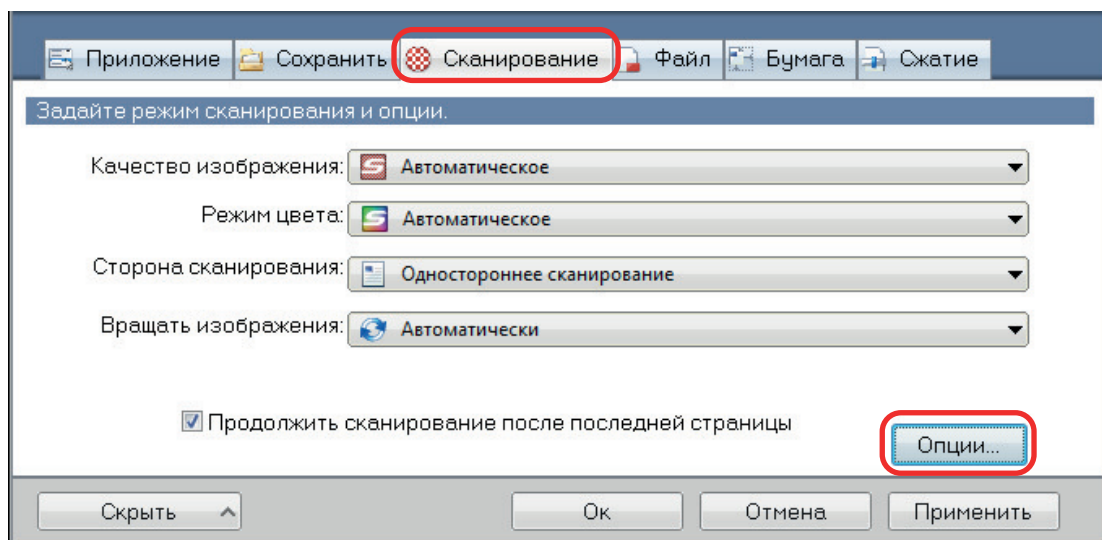 Приложение Сохранить Сканирование Файл Бумага Сжатие
Задайте режим сканирования и опции.
Качество изображения: Автоматическое
Режим цвета: Автоматическое
Сторона сканирования: Одностороннее сканирование
Вращать изображения: Автоматически
Продолжить сканирование после последней страницы
Опции...
Скрыть Ок Отмена Применить